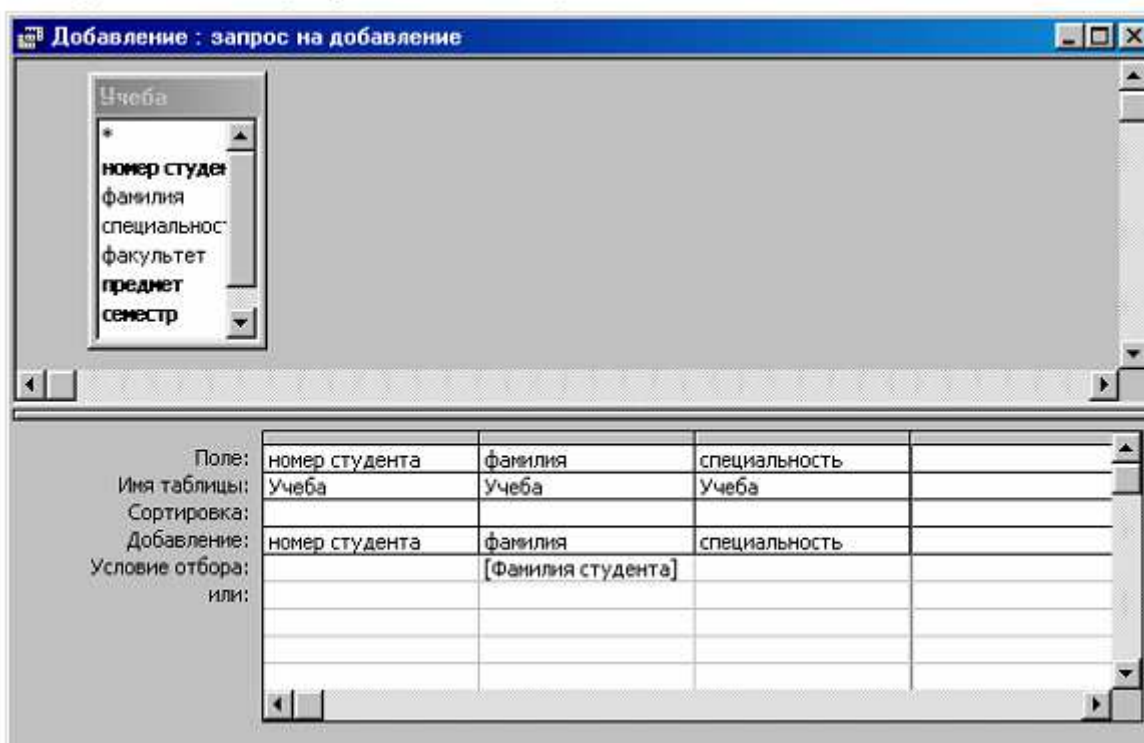 Добавление : запрос на добавление
Учеба
*
номер студен
фамилия
специальнос
факультет
предмет
семестр
Поле: номер студента фамилия специальность
Имя таблицы: Учеба Учеба Учеба
Сортировка:
Добавление: номер студента фамилия специальность
Условие отбора: [Фамилия студента]
или: